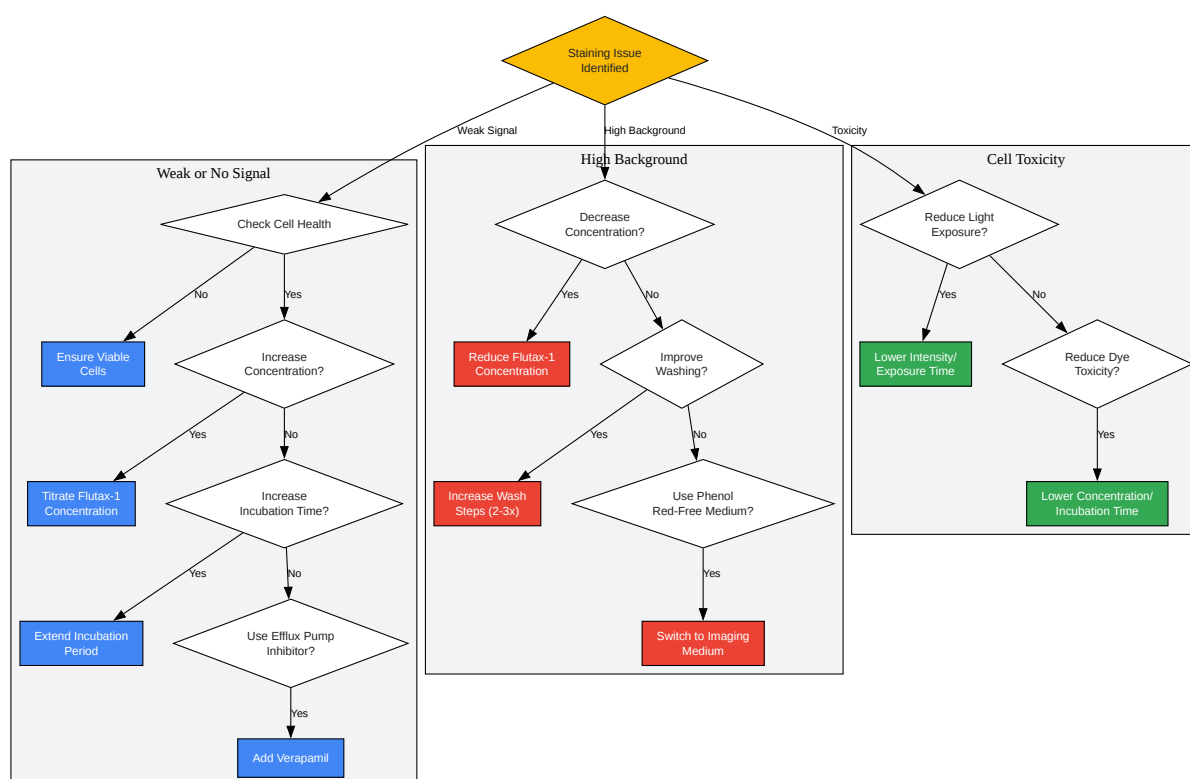 Staining Issue
Identified
Weak Signal
High Background
Toxicity
Weak or No Signal
Check Cell Health
No
Yes
Ensure Viable
Cells
Increase
Concentration?
Yes
No
Titrate Flutax-1
Concentration
Increase
Incubation Time?
Yes
No
Extend Incubation
Period
Use Efflux Pump
Inhibitor?
Yes
Add Verapamil
High Background
Decrease
Concentration?
Yes
No
Reduce Flutax-1
Concentration
Improve
Washing?
Yes
No
Increase Wash
Steps (2-3x)
Use Phenol
Red-Free Medium?
Yes
Switch to Imaging
Medium
Cell Toxicity
Reduce Light
Exposure?
Yes
No
Lower Intensity/
Exposure Time
Reduce Dye
Toxicity?
Yes
Lower Concentration/
Incubation Time